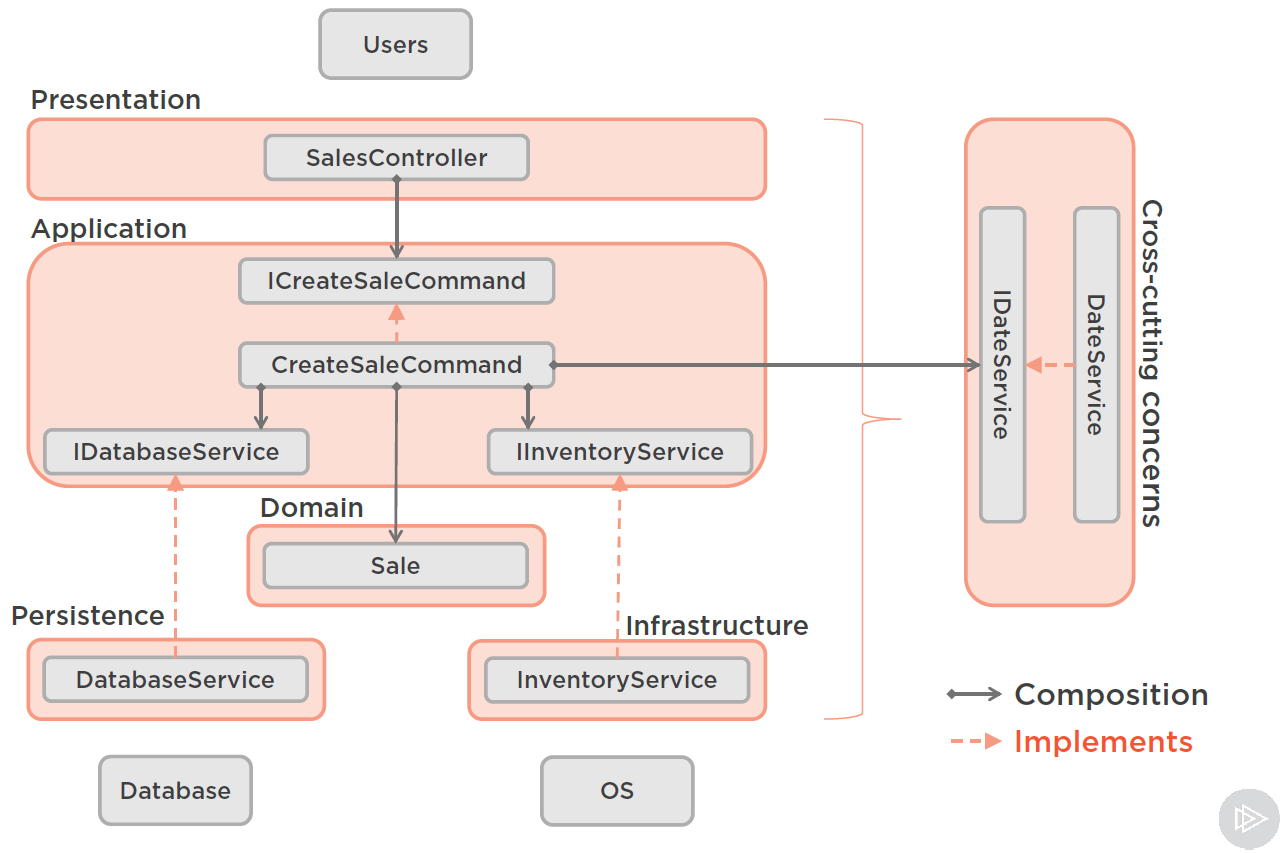 Users
Presentation
SalesController
Application
ICreateSaleCommand
CreateSaleCommand
IDatabaseService
IInventoryService
Domain
Sale
Persistence
Infrastructure
DatabaseService
InventoryService
Database
OS
IDateService
DateService
Cross-cutting concerns
Composition
Implements